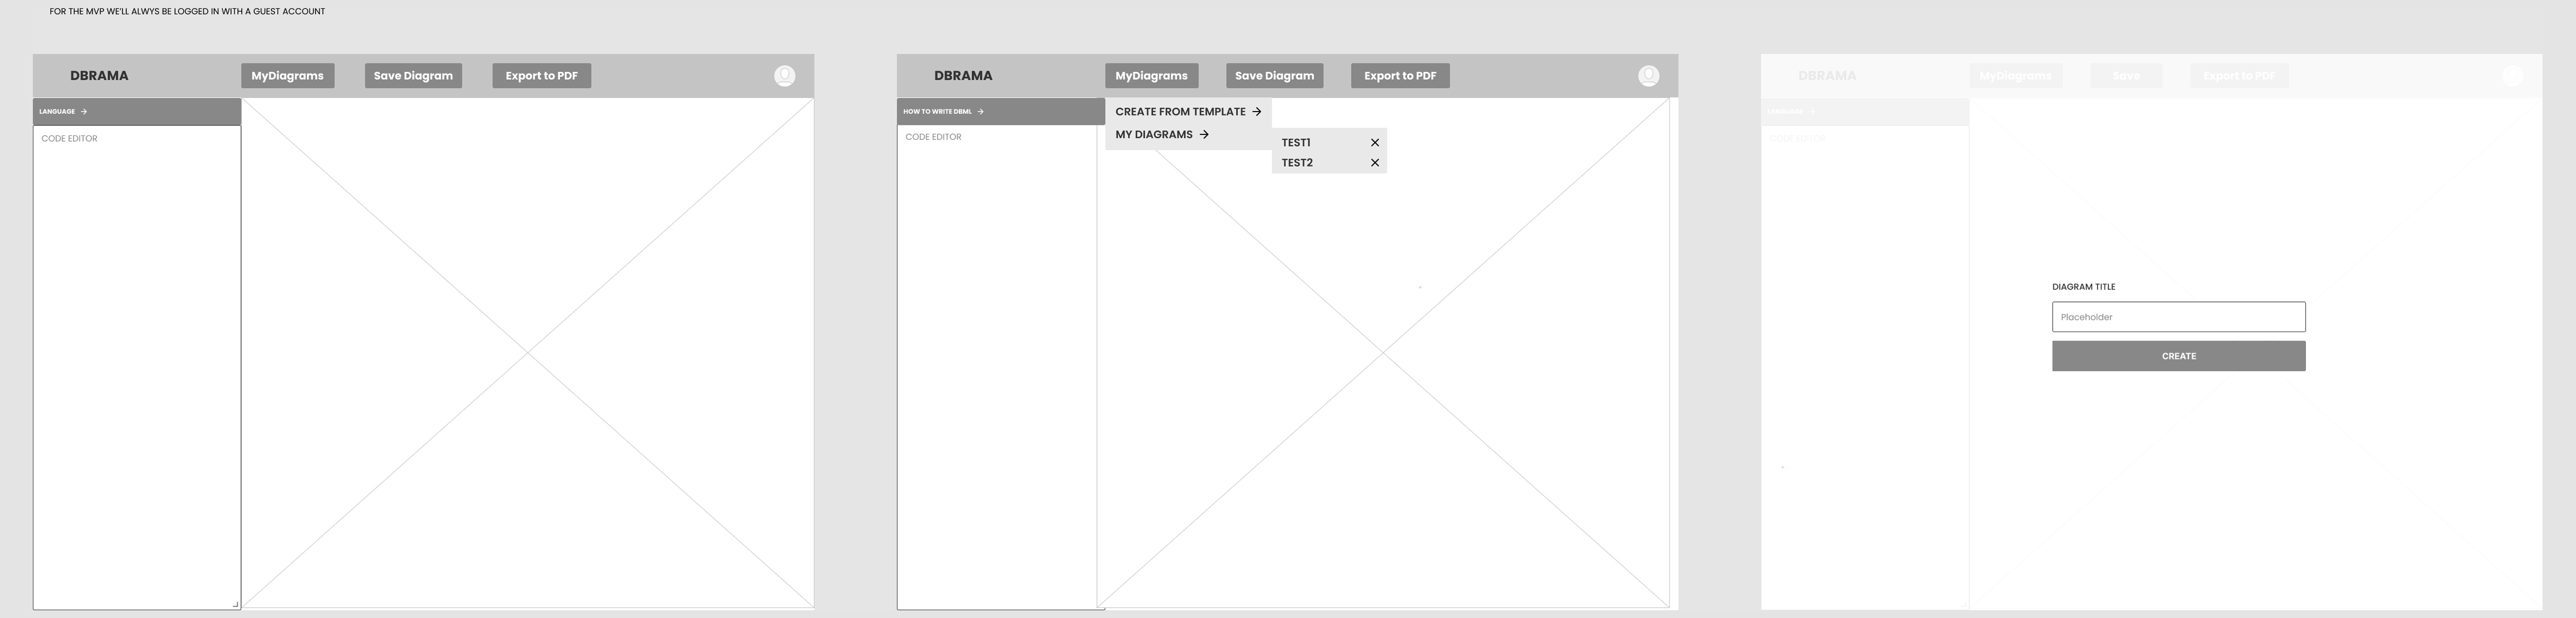 FOR THE MVP WE'LL ALWYS BE LOGGED IN WITH A GUEST ACCOUNT
DBRAMA
MyDiagrams
Save Diagram
Export to PDF
LANGUAGE →
CODE EDITOR
DBRAMA
MyDiagrams
Save Diagram
Export to PDF
HOW TO WRITE DBML →
CODE EDITOR
CREATE FROM TEMPLATE →
MY DIAGRAMS →
TEST1 ×
TEST2 ×
DBRAMA
MyDiagrams
Save
Export to PDF
LANGUAGE →
CODE EDITOR
DIAGRAM TITLE
Placeholder
CREATE